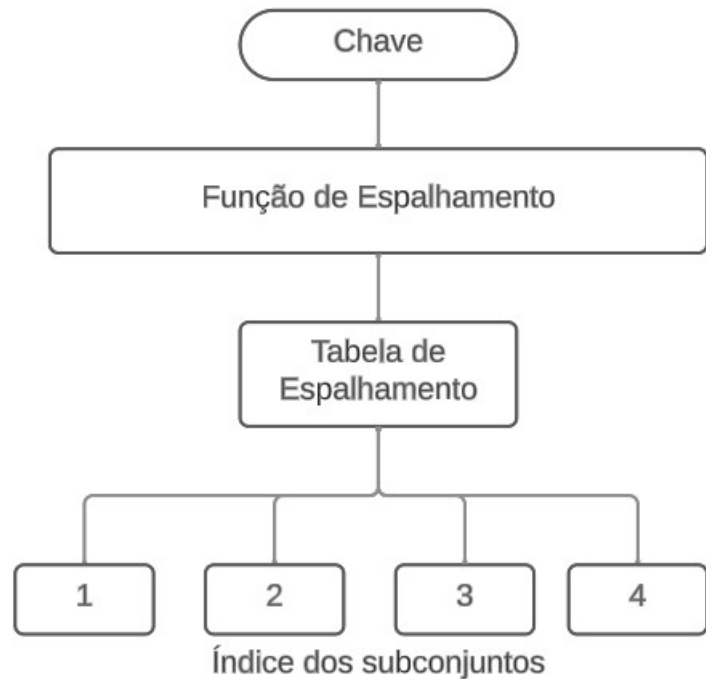 Chave
Função de Espalhamento
Tabela de
Espalhamento
1 2 3 4
Índice dos subconjuntos